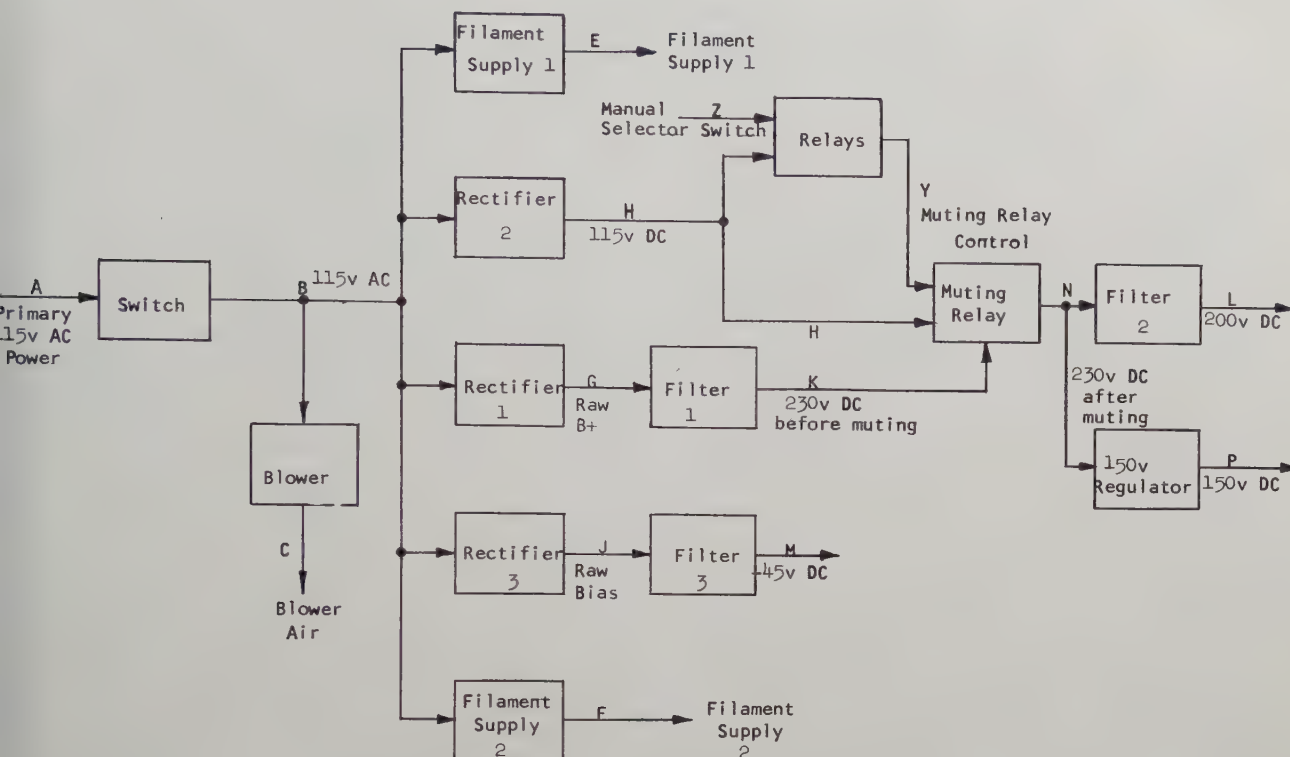 Filament
Supply 1
E
Filament
Supply 1
Manual
Selector Switch
Z
Relays
Y
Muting Relay
Control
Rectifier
2
H
115v DC
A
Primary
115v AC
Power
Switch
B
115v AC
Muting
Relay
N
Filter
2
L
200v DC
H
Rectifier
1
G
Raw
B+
Filter
1
K
230v DC
before muting
230v DC
after
muting
150v
Regulator
P
150v DC
Blower
C
Blower
Air
Rectifier
3
J
Raw
Bias
Filter
3
M
-45v DC
Filament
Supply
2
F
Filament
Supply
2